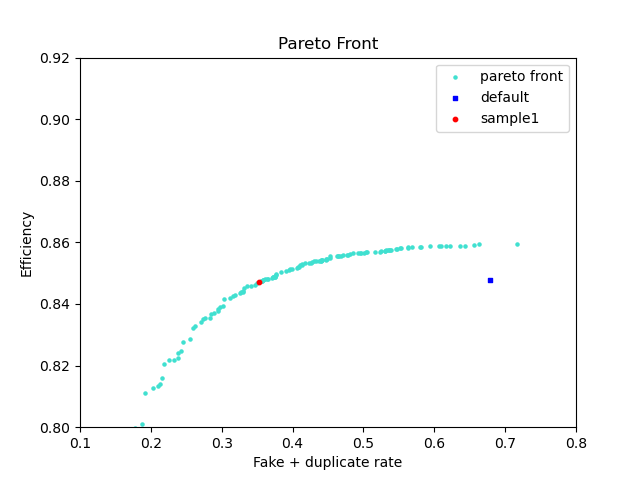 Pareto Front
0.92
0.90
0.88
0.86
0.84
0.82
0.80
Efficiency
pareto front
default
sample1
0.1 0.2 0.3 0.4 0.5 0.6 0.7 0.8
Fake + duplicate rate